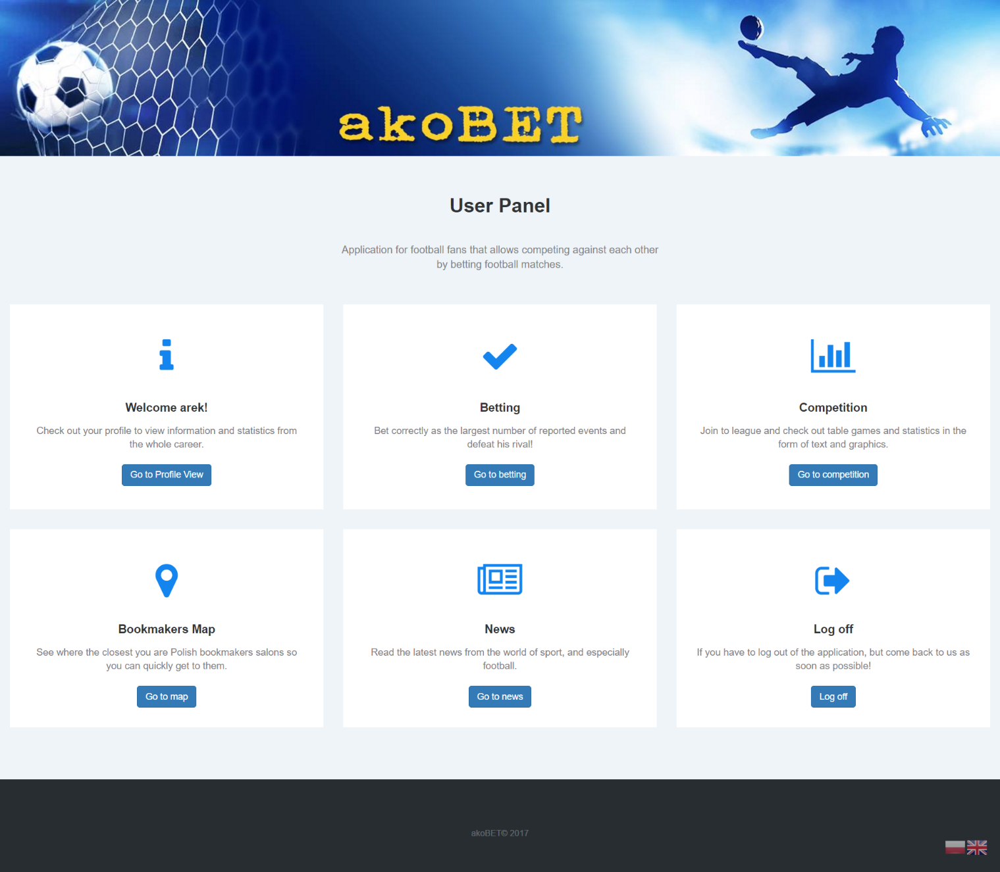 akoBET
User Panel
Application for football fans that allows competing against each other
by betting football matches.
Welcome arek!
Check out your profile to view information and statistics from
the whole career.
Go to Profile View
Betting
Bet correctly as the largest number of reported events and
defeat his rival!
Go to betting
Competition
Join to league and check out table games and statistics in the
form of text and graphics.
Go to competition
Bookmakers Map
See where the closest you are Polish bookmakers salons so
you can quickly get to them.
Go to map
News
Read the latest news from the world of sport, and especially
football.
Go to news
Log off
If you have to log out of the application, but come back to us as
soon as possible!
Log off
akoBET© 2017